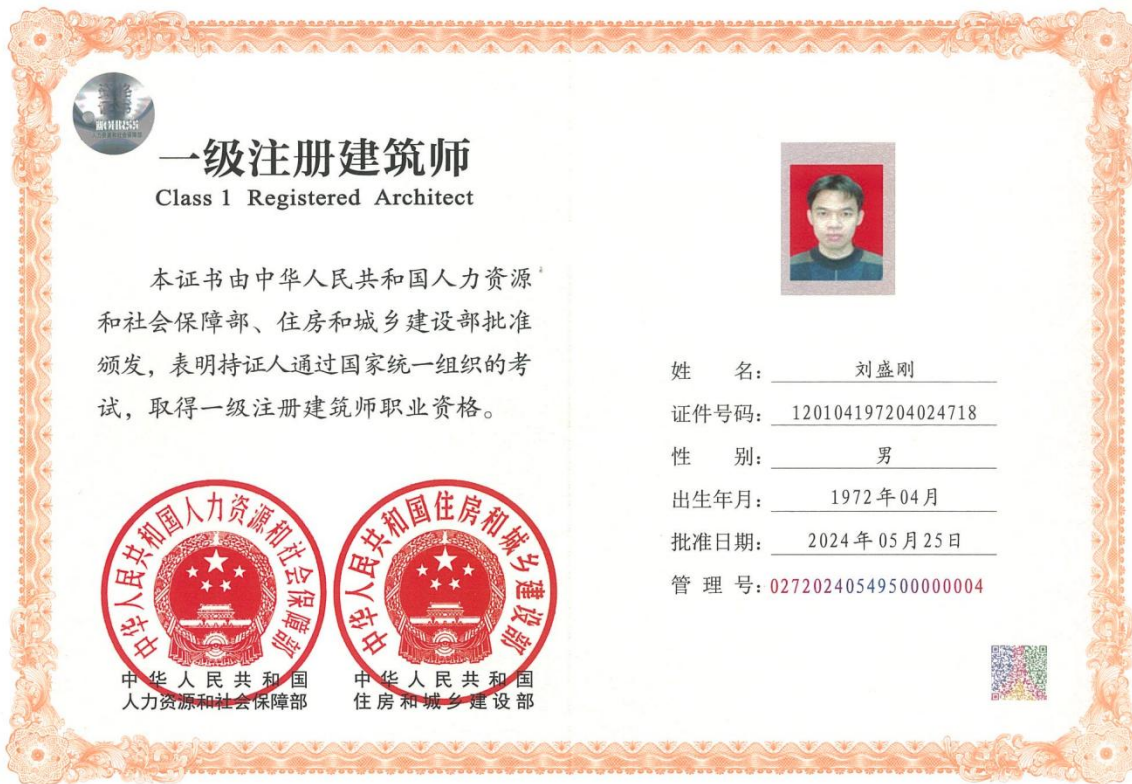 一级注册建筑师
Class 1 Registered Architect
本证书由中华人民共和国人力资源
和社会保障部、住房和城乡建设部批准
颁发，表明持证人通过国家统一组织的考
试，取得一级注册建筑师职业资格。
中华人民共和国人力资源和社会保障部
中华人民共和国住房和城乡建设部
中华人民共和国
人力资源和社会保障部
中华人民共和国
住房和城乡建设部
姓 名：刘盛刚
证件号码：120104197204024718
性 别：男
出生年月：1972年04月
批准日期：2024年05月25日
管 理 号：02720240549500000004